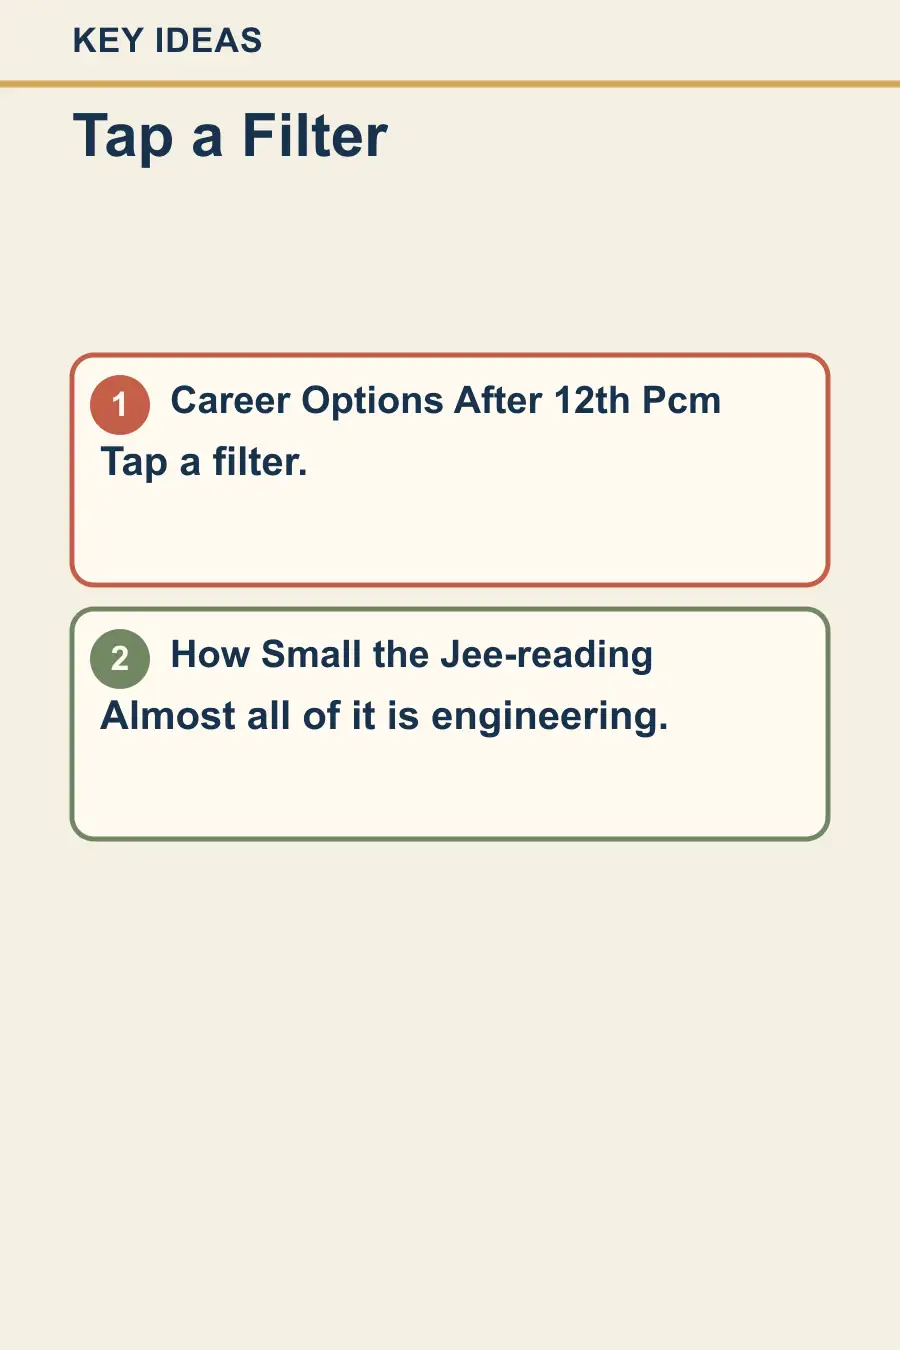 KEY IDEAS
Tap a Filter
1 Career Options After 12th Pcm
Tap a filter.
2 How Small the Jee-reading
Almost all of it is engineering.